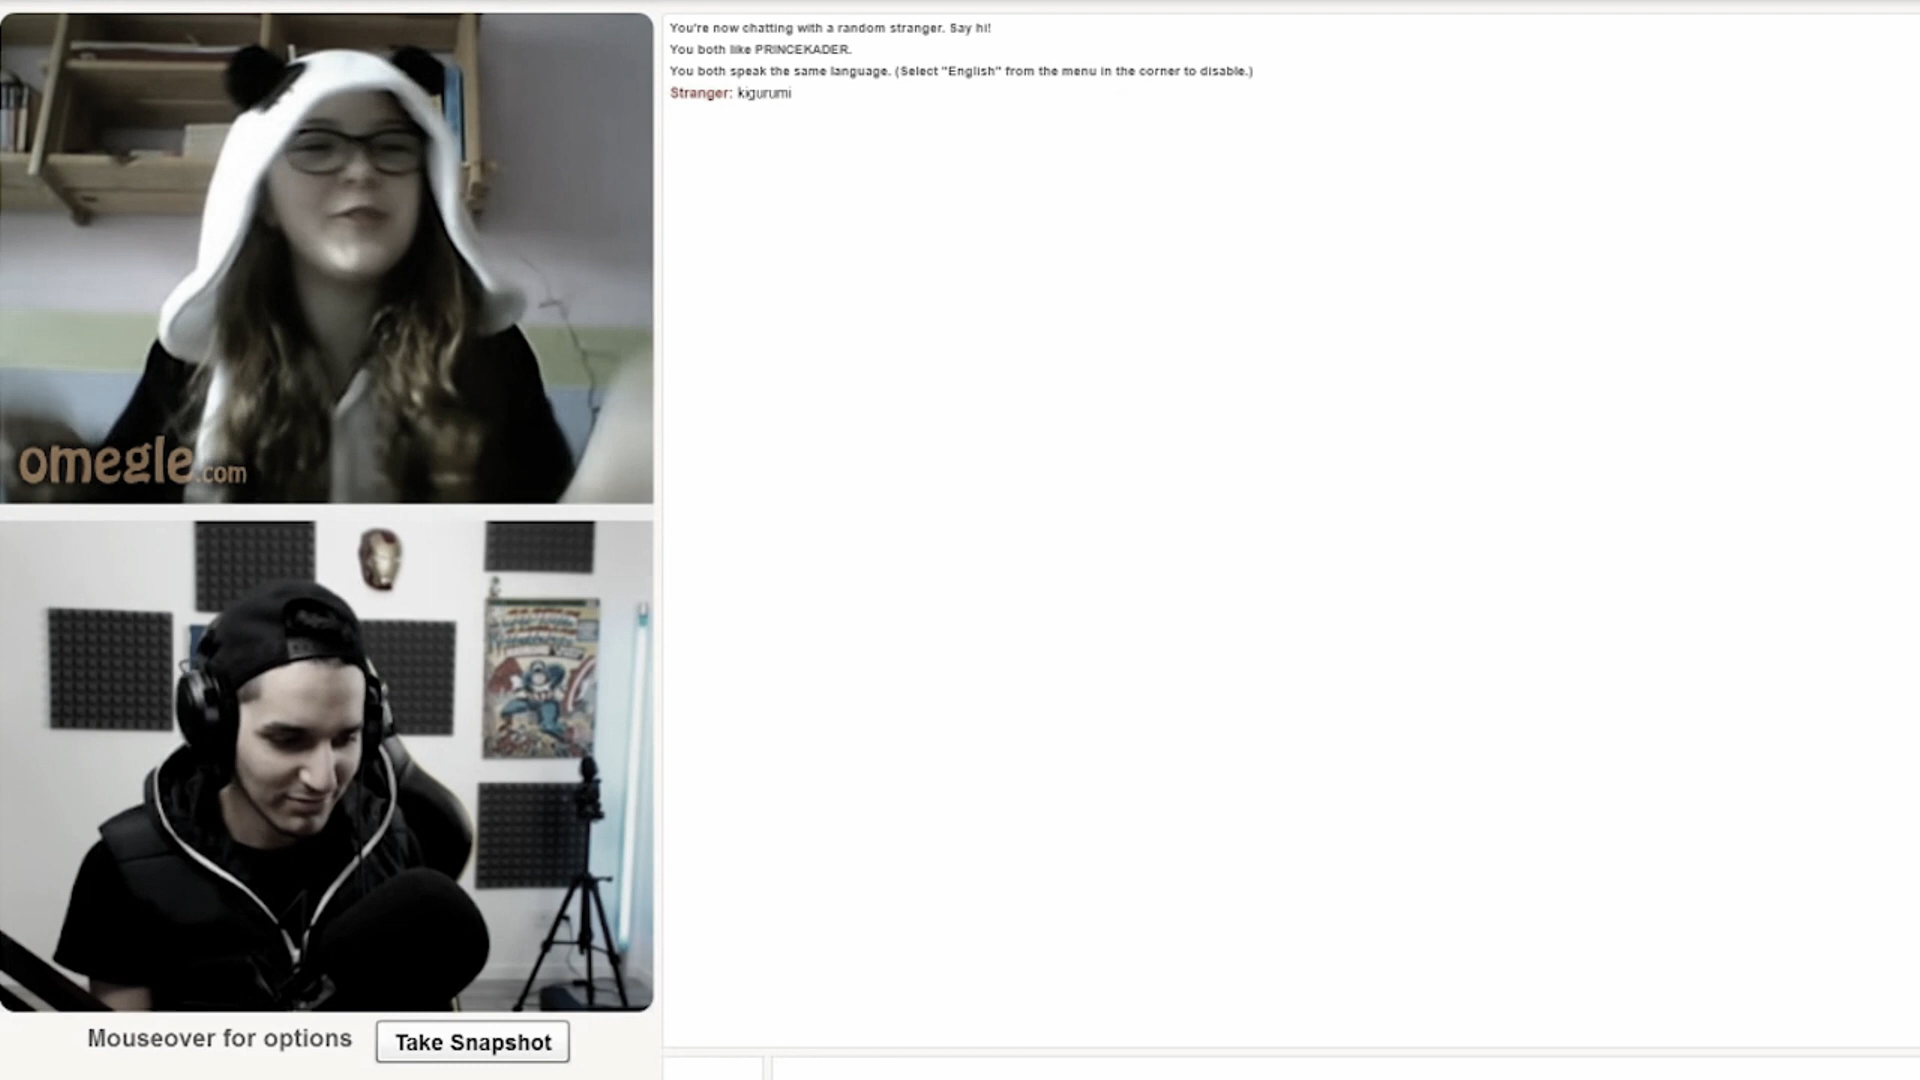 You're now chatting with a random stranger. Say hi!
You both like PRINCEKADER.
You both speak the same language. (Select "English" from the menu in the corner to disable.)
Stranger: kigurumi
omegle.com
Mouseover for options
Take Snapshot